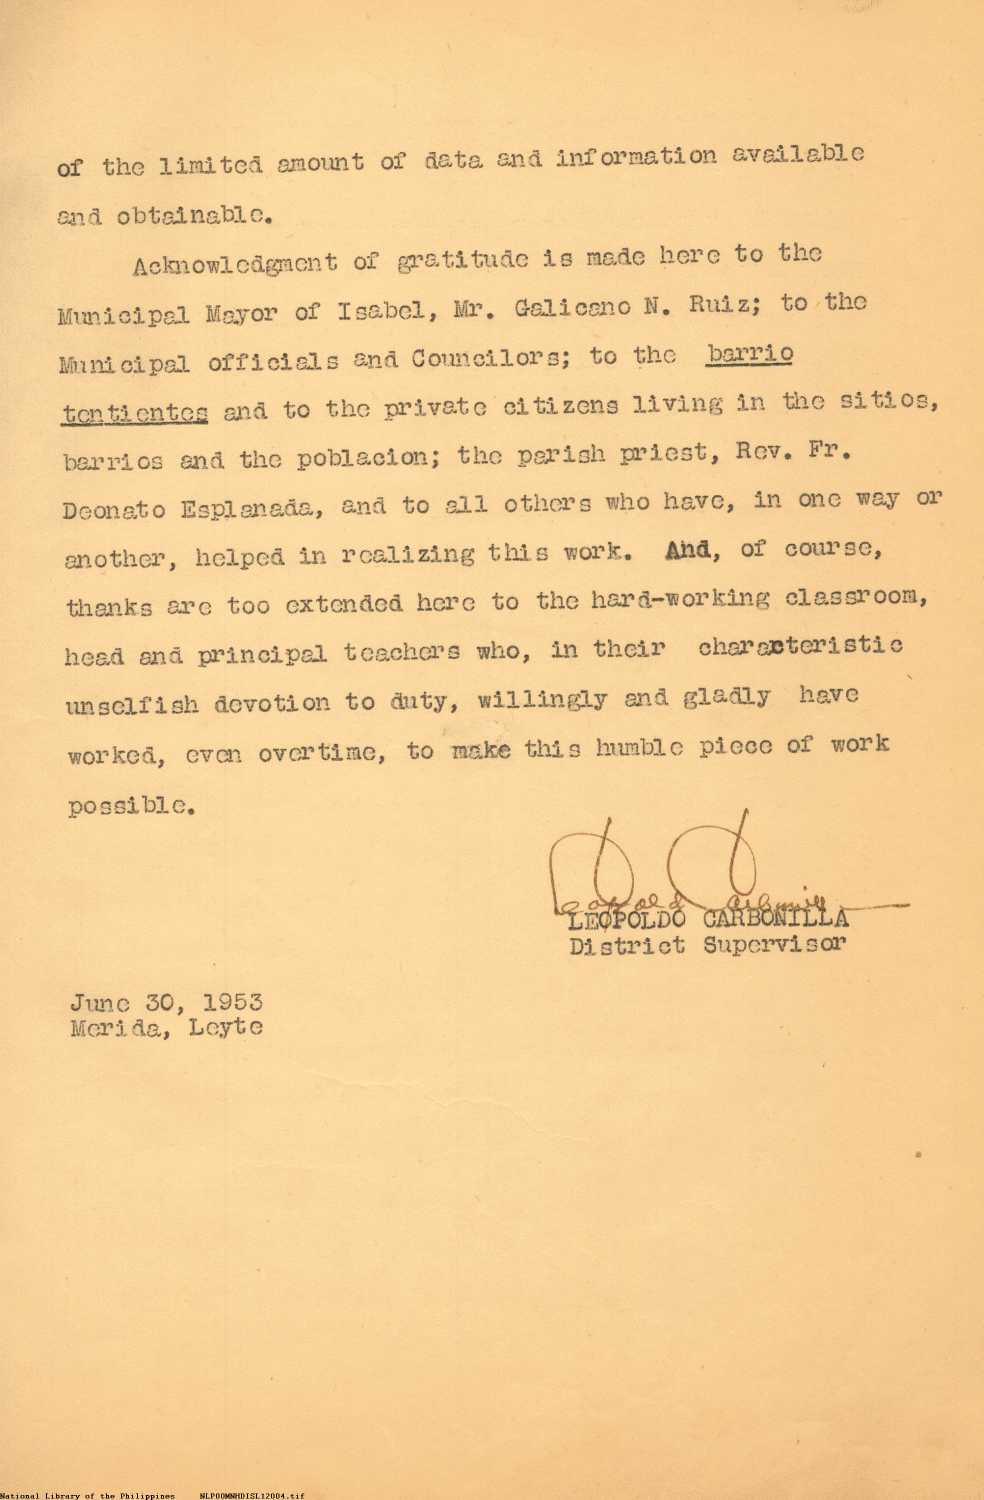 of the limited amount of data and information available
and obtainable.
Acknowledgment of gratitude is made here to the
Municipal Mayor of Isabel, Mr. Galicano N. Ruiz; to the
Municipal officials and Councilors; to the barrio
tentientes and to the private citizens living in the sitios,
barrios and the poblacion; the parish priest, Rev. Fr.
Deonato Esplanada, and to all others who have, in one way or
another, helped in realizing this work. And, of course,
thanks are too extended here to the hard-working classroom,
head and principal teachers who, in their characteristic
unselfish devotion to duty, willingly and gladly have
worked, even overtime, to make this humble piece of work
possible.
Leopoldo Carbonilla
LEOPOLDO CARBONILLA
District Supervisor
June 30, 1953
Merida, Leyte
National Library of the Philippines NLPOOMNHDISL12004.tif